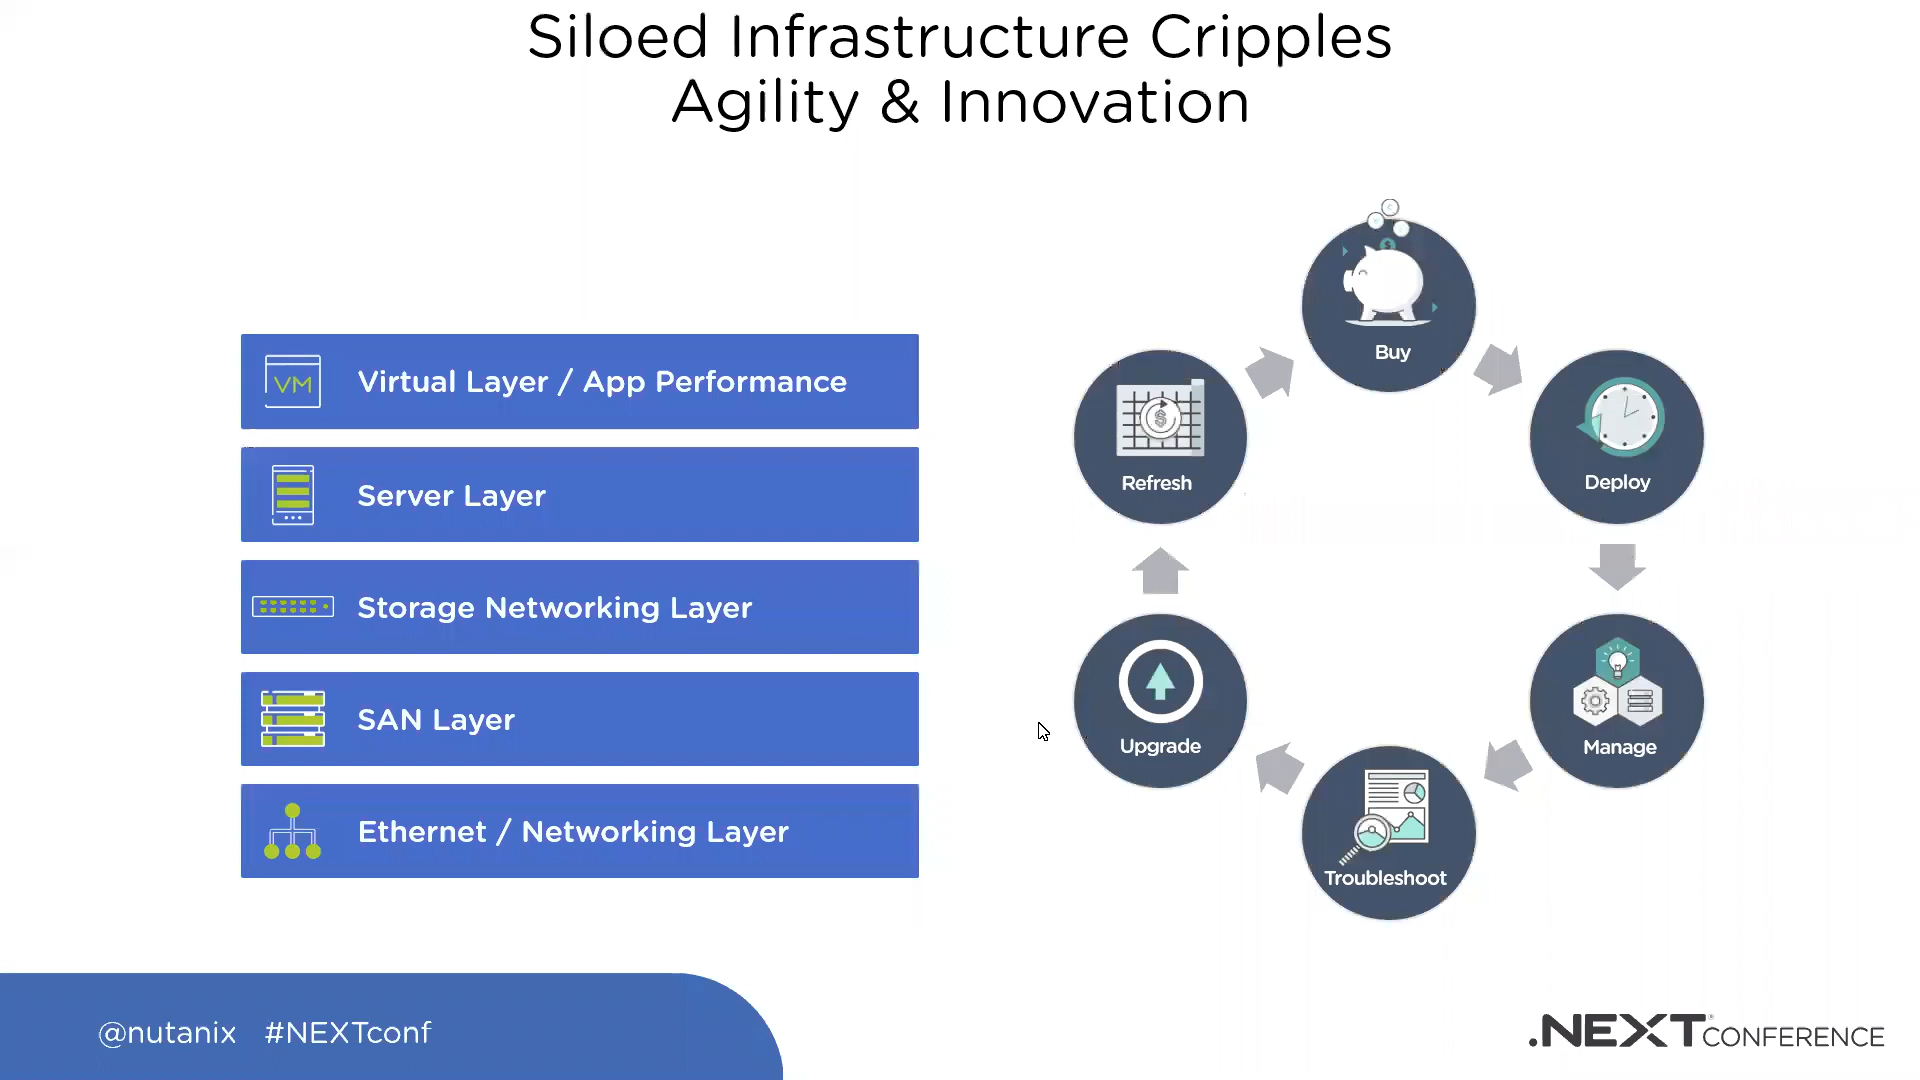 Siloed Infrastructure Cripples
Agility & Innovation
VM
Virtual Layer / App Performance
Server Layer
Storage Networking Layer
SAN Layer
Ethernet / Networking Layer
Buy
$
Deploy
Manage
Troubleshoot
Upgrade
$
Refresh
@nutanix #NEXTconf
.NEXT CONFERENCE